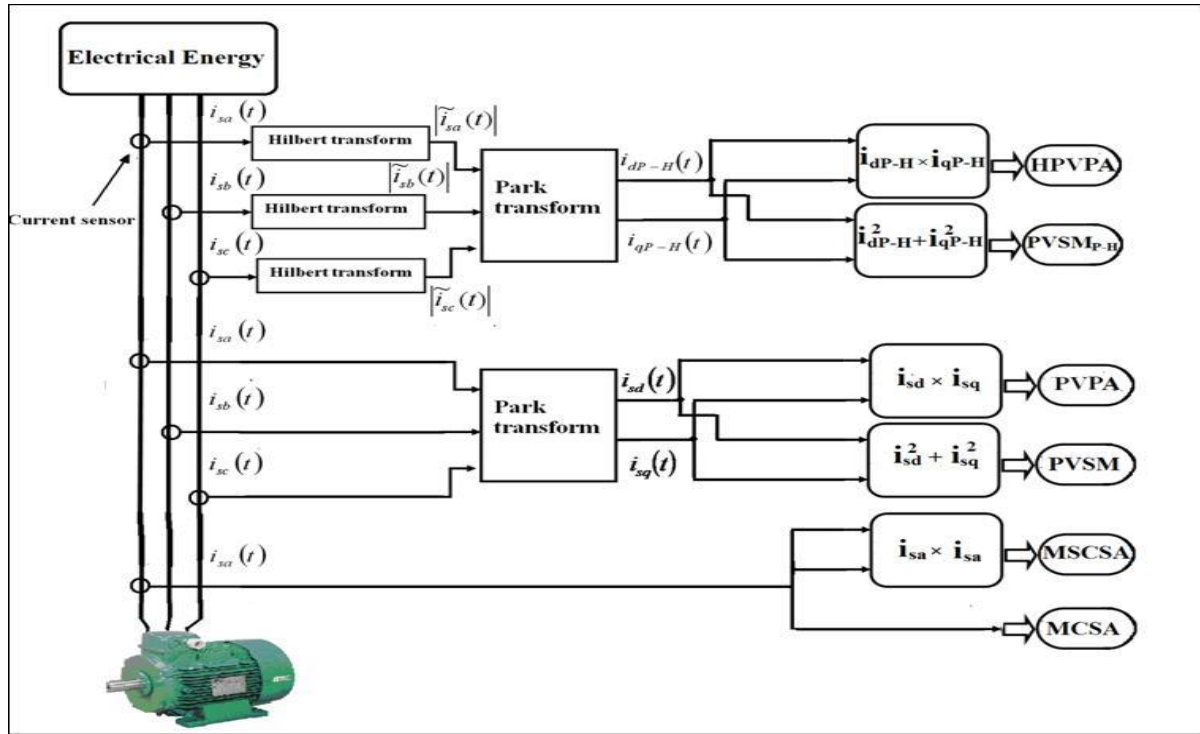 Electrical Energy
i_sa(t)
Hilbert transform
|ĩ_sa(t)|
i_sb(t)
Hilbert transform
|ĩ_sb(t)|
Current sensor
i_sc(t)
Hilbert transform
|ĩ_sc(t)|
Park
transform
i_dP-H(t)
i_qP-H(t)
i_dP-H × i_qP-H
HPVPA
i²_dP-H + i²_qP-H
PVSM_P-H
i_sa(t)
i_sb(t)
i_sc(t)
Park
transform
i_sd(t)
i_sq(t)
i_sd × i_sq
PVPA
i²_sd + i²_sq
PVSM
i_sa(t)
i_sa × i_sa
MSCSA
MCSA